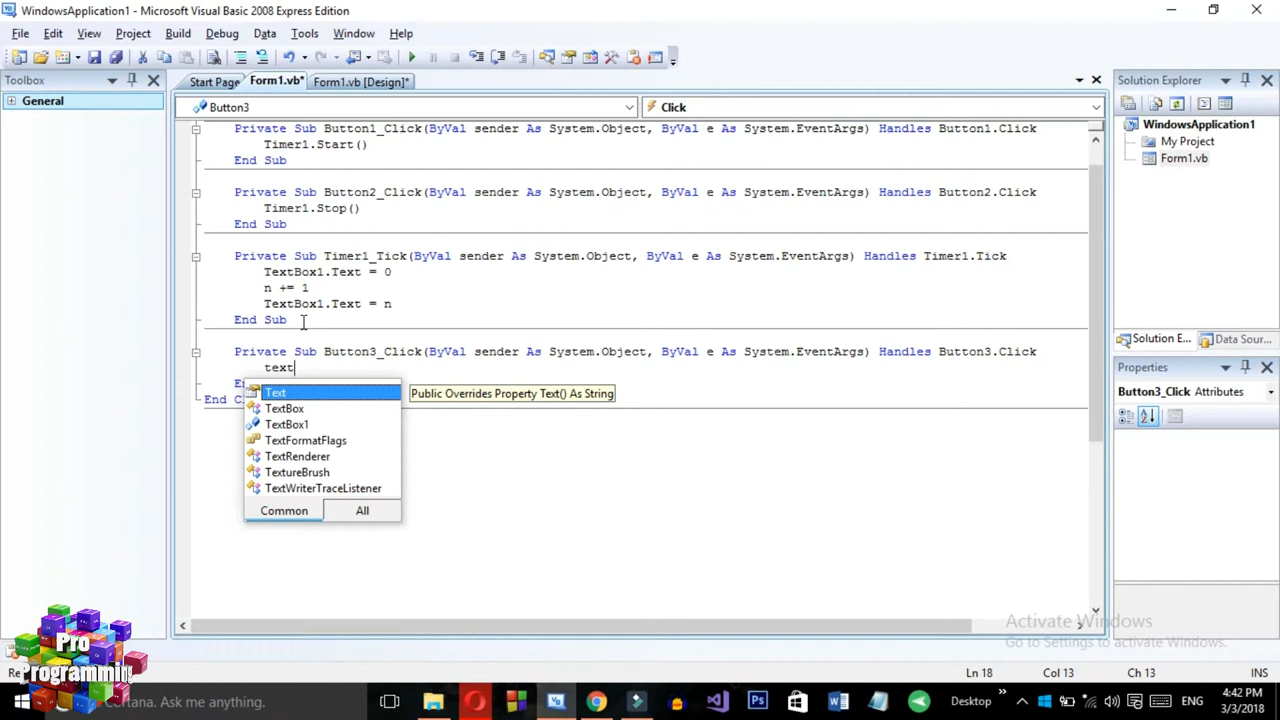 WindowsApplication1 - Microsoft Visual Basic 2008 Express Edition
File Edit View Project Build Debug Data Tools Window Help
Toolbox
General
Start Page Form1.vb* Form1.vb [Design]*
Button3 Click
Private Sub Button1_Click(ByVal sender As System.Object, ByVal e As System.EventArgs) Handles Button1.Click
Timer1.Start()
End Sub
Private Sub Button2_Click(ByVal sender As System.Object, ByVal e As System.EventArgs) Handles Button2.Click
Timer1.Stop()
End Sub
Private Sub Timer1_Tick(ByVal sender As System.Object, ByVal e As System.EventArgs) Handles Timer1.Tick
TextBox1.Text = 0
n += 1
TextBox1.Text = n
End Sub
Private Sub Button3_Click(ByVal sender As System.Object, ByVal e As System.EventArgs) Handles Button3.Click
text
Text Public Overrides Property Text() As String
TextBox
TextBox1
TextFormatFlags
TextRenderer
TextureBrush
TextWriterTraceListener
Common All
Solution Explorer
WindowsApplication1
My Project
Form1.vb
Solution E... Data Sour...
Properties
Button3_Click Attributes
Activate Windows
Go to Settings to activate Windows.
Pro
Programming
Ln 18 Col 13 Ch 13 INS
Cortana. Ask me anything.
Desktop ENG
4:42 PM
3/3/2018